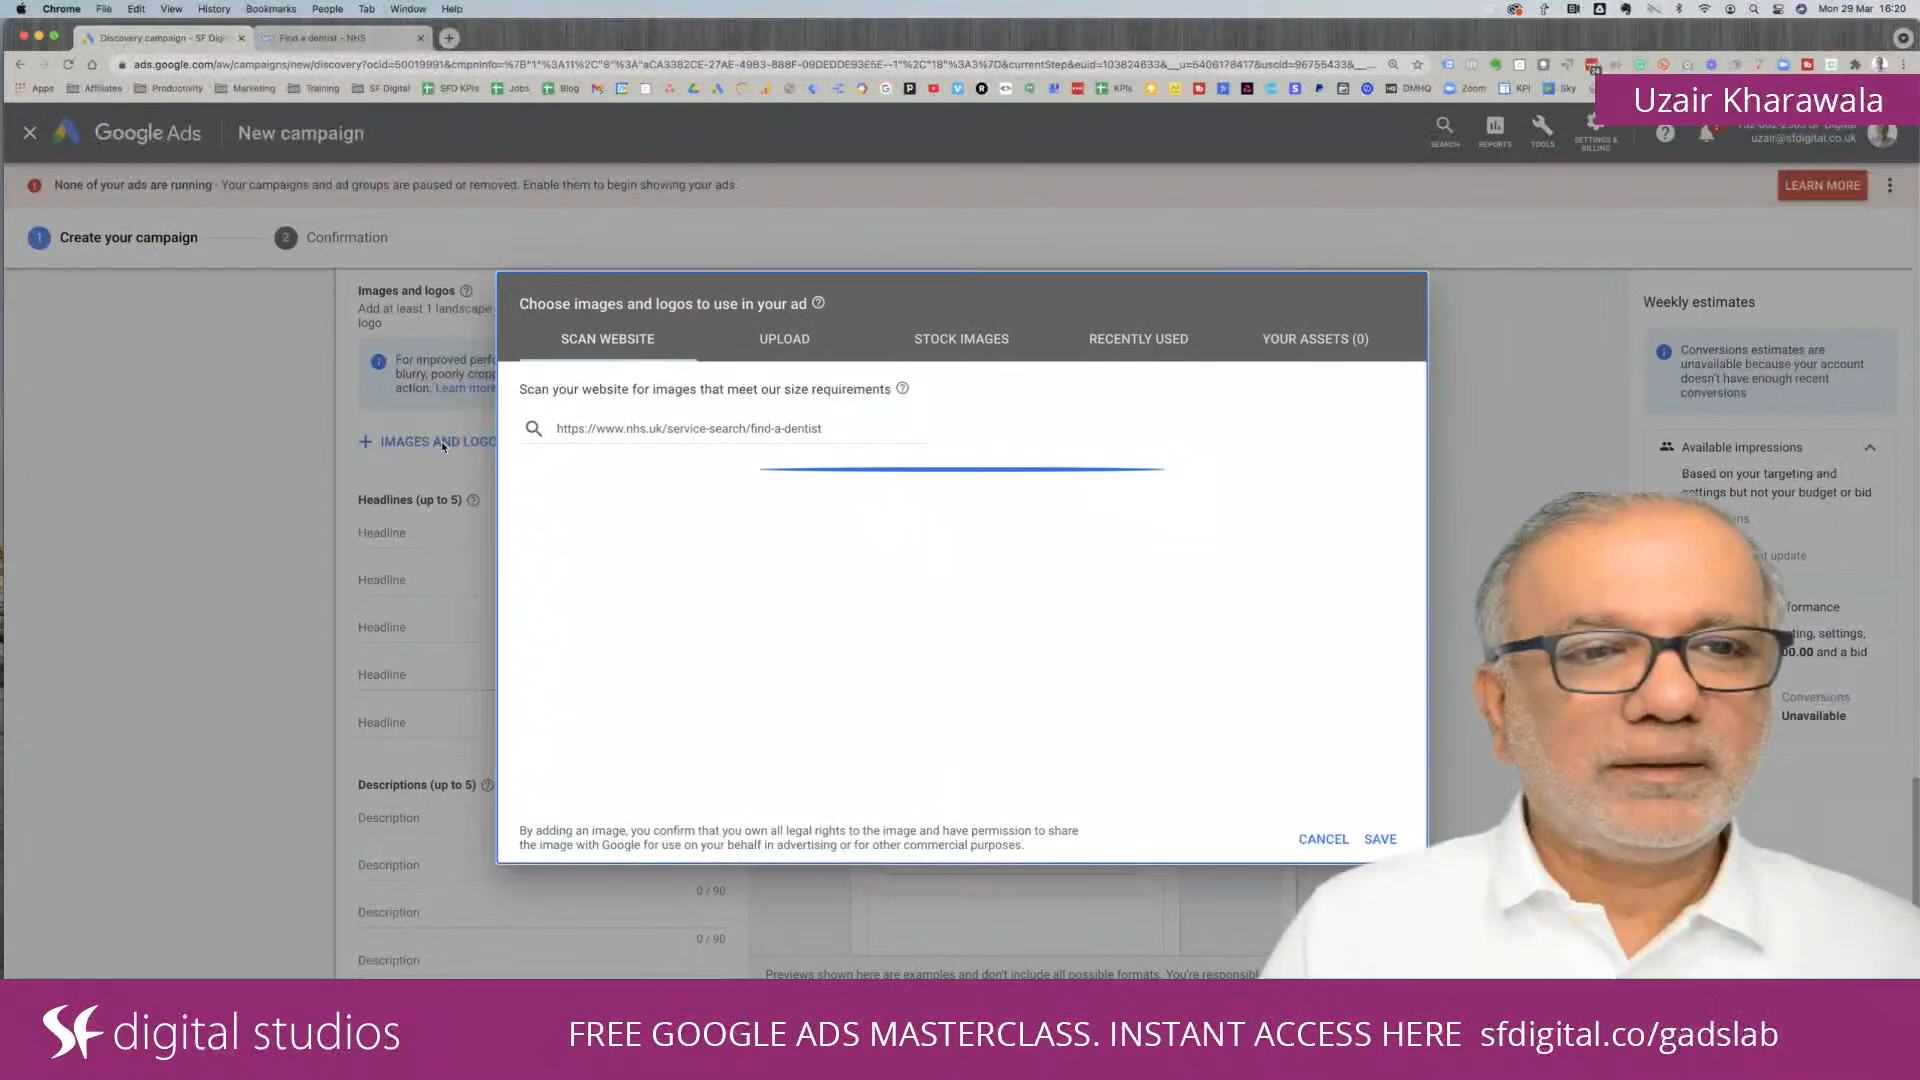 Chrome File Edit View History Bookmarks People Tab Window Help Mon 29 Mar 16:20
Discovery campaign - SF Digi Find a dentist - NHS
ads.google.com/aw/campaigns/new/discovery?ocid=50019991&cmpnInfo=%7B"1"%3A11%2C"8"%3A"aCA3382CE-27AE-49B3-888F-09DEDDE93E5E--1"%2C"18"%3A3%7D&currentStep&euid=103824633&__u=5406178417&uscid=96755433&__...
Apps Affiliates Productivity Marketing Training SF Digital SFD KPIs Jobs Blog KPIs DMHQ Zoom KPI Sky
Uzair Kharawala
Google Ads New campaign
SEARCH REPORTS TOOLS SETTINGS & BILLING
uzair@sfdigital.co.uk
None of your ads are running - Your campaigns and ad groups are paused or removed. Enable them to begin showing your ads.
LEARN MORE
1 Create your campaign 2 Confirmation
Images and logos
Add at least 1 landscape
logo
For improved perfo
blurry, poorly cropp
action. Learn more
IMAGES AND LOGO
Headlines (up to 5)
Headline
Headline
Headline
Headline
Headline
Descriptions (up to 5)
Description
Description
0 / 90
Description
0 / 90
Description
Choose images and logos to use in your ad
SCAN WEBSITE UPLOAD STOCK IMAGES RECENTLY USED YOUR ASSETS (0)
Scan your website for images that meet our size requirements
https://www.nhs.uk/service-search/find-a-dentist
By adding an image, you confirm that you own all legal rights to the image and have permission to share
the image with Google for use on your behalf in advertising or for other commercial purposes.
CANCEL SAVE
Previews shown here are examples and don't include all possible formats. You're responsibl
Weekly estimates
Conversions estimates are
unavailable because your account
doesn't have enough recent
conversions
Available impressions
Based on your targeting and
settings but not your budget or bid
ns
t update
formance
ting, settings,
00.00 and a bid
Conversions
Unavailable
SF digital studios
FREE GOOGLE ADS MASTERCLASS. INSTANT ACCESS HERE sfdigital.co/gadslab